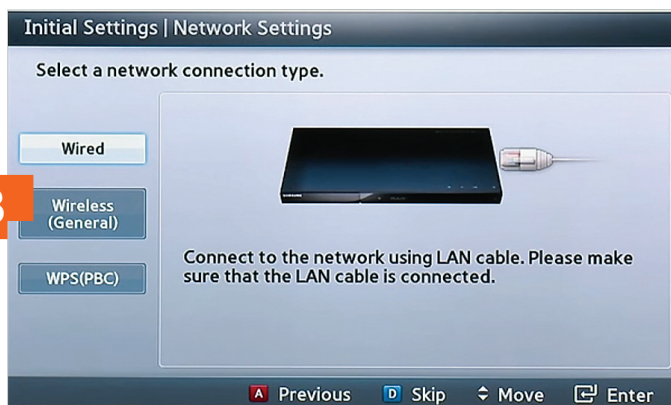 Initial Settings | Network Settings
Select a network connection type.
Wired
Wireless
(General)
WPS(PBC)
SAMSUNG
Connect to the network using LAN cable. Please make
sure that the LAN cable is connected.
A Previous D Skip Move Enter